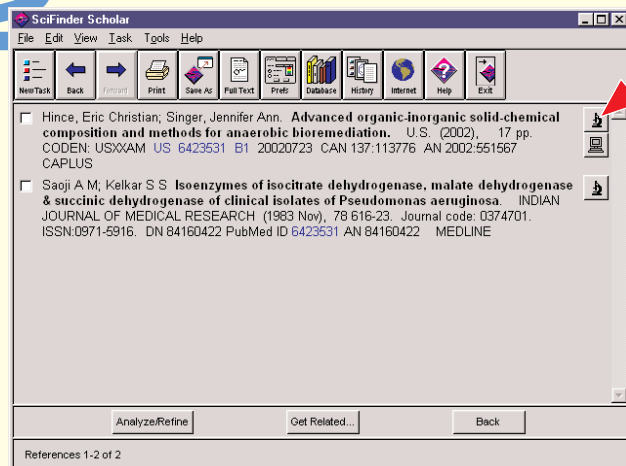 SciFinder Scholar
File Edit View Task Tools Help
New Task Back Forward Print Save As Full Text Prefs Database History Internet Help Exit
Hince, Eric Christian; Singer, Jennifer Ann. Advanced organic-inorganic solid-chemical
composition and methods for anaerobic bioremediation. U.S. (2002), 17 pp.
CODEN: USXXAM US 6423531 B1 20020723 CAN 137:113776 AN 2002:551567
CAPLUS
Saoji A M; Kelkar S S Isoenzymes of isocitrate dehydrogenase, malate dehydrogenase
& succinic dehydrogenase of clinical isolates of Pseudomonas aeruginosa. INDIAN
JOURNAL OF MEDICAL RESEARCH (1983 Nov), 78 616-23. Journal code: 0374701.
ISSN:0971-5916. DN 84160422 PubMed ID 6423531 AN 84160422 MEDLINE
Analyze/Refine Get Related... Back
References 1-2 of 2